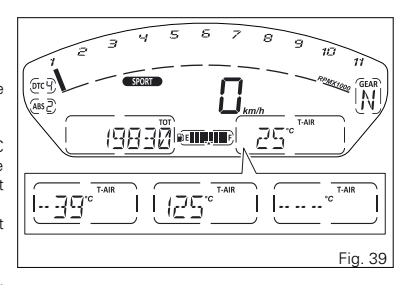 1 2 3 4 5 6 7 8 9 10 11
RPMX1000
DTC 4
SPORT
GEAR
N
ABS 2
0
km/h
TOT
19830
E F
T-AIR
25 °C
T-AIR
-- 39 °C
T-AIR
125 °C
T-AIR
-- -- -- °C
Fig. 39